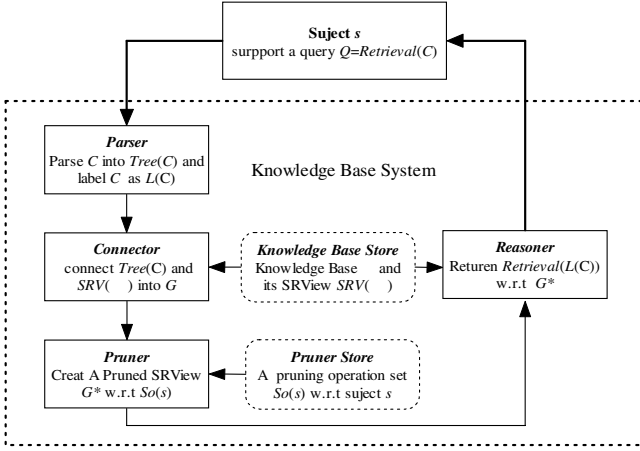 Suject s
surpport a query Q=Retrieval(C)
Parser
Parse C into Tree(C) and
label C as L(C)
Knowledge Base System
Connector
connect Tree(C) and
SRV( ) into G
Knowledge Base Store
Knowledge Base and
its SRView SRV( )
Reasoner
Returen Retrieval(L(C))
w.r.t G*
Pruner
Creat A Pruned SRView
G* w.r.t So(s)
Pruner Store
A pruning operation set
So(s) w.r.t suject s